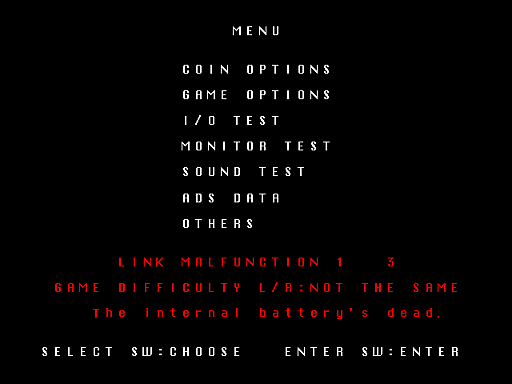 MENU
COIN OPTIONS
GAME OPTIONS
I/O TEST
MONITOR TEST
SOUND TEST
ADS DATA
OTHERS
LINK MALFUNCTION 1 3
GAME DIFFICULTY L/R:NOT THE SAME
The internal battery's dead.
SELECT SW:CHOOSE ENTER SW:ENTER